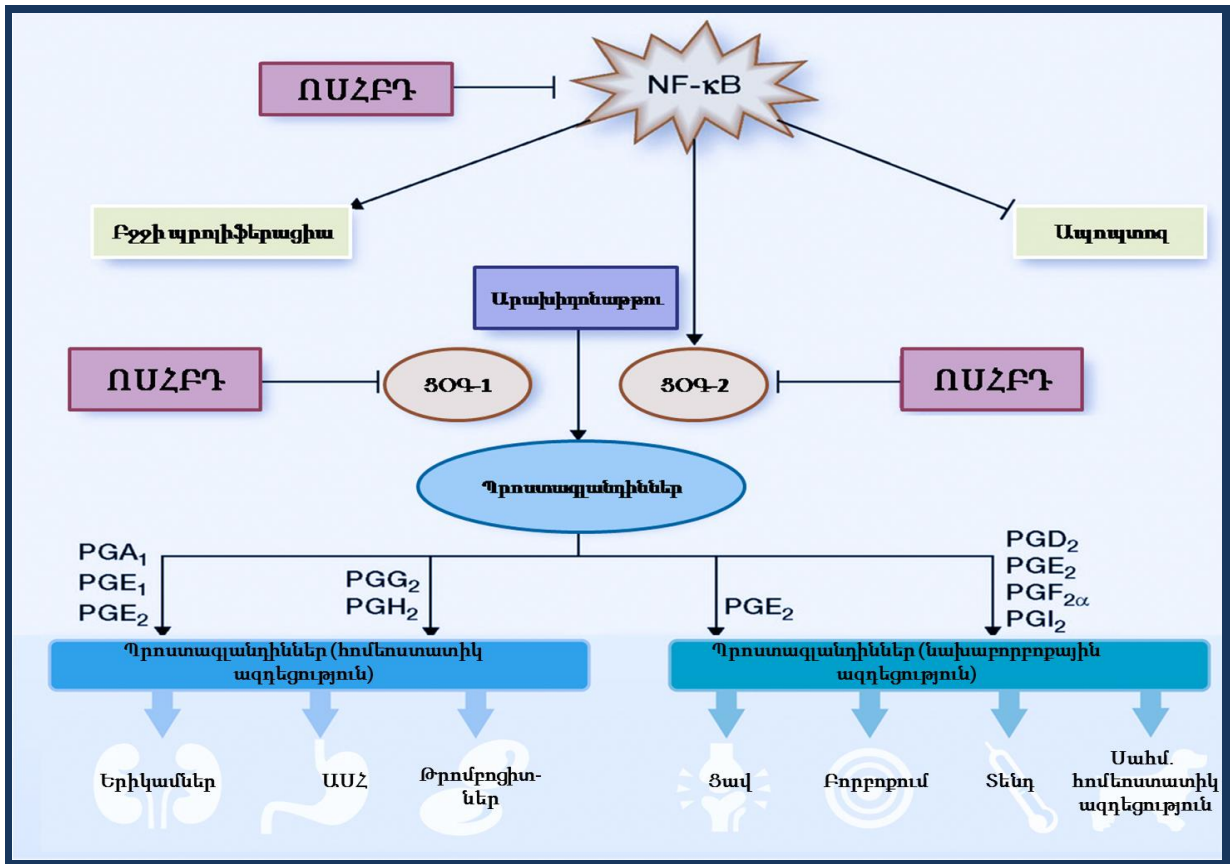 ՈՍՀԲԴ
NF-κB
Բջջի պրոլիֆերացիա
Ապոպտոզ
Արախիդոնաթթու
ՈՍՀԲԴ
ՑՕԳ-1
ՑՕԳ-2
ՈՍՀԲԴ
Պրոստագլանդիններ
PGA₁
PGE₁
PGE₂
PGG₂
PGH₂
PGE₂
PGD₂
PGE₂
PGF₂α
PGI₂
Պրոստագլանդիններ (հոմեոստատիկ
ազդեցություն)
Պրոստագլանդիններ (նախաբորբոքային
ազդեցություն)
Երիկամներ
ԱՍՀ
Թրոմբոցիտ-
ներ
Ցավ
Բորբոքում
Տենդ
Սահմ.
հոմեոստատիկ
ազդեցություն